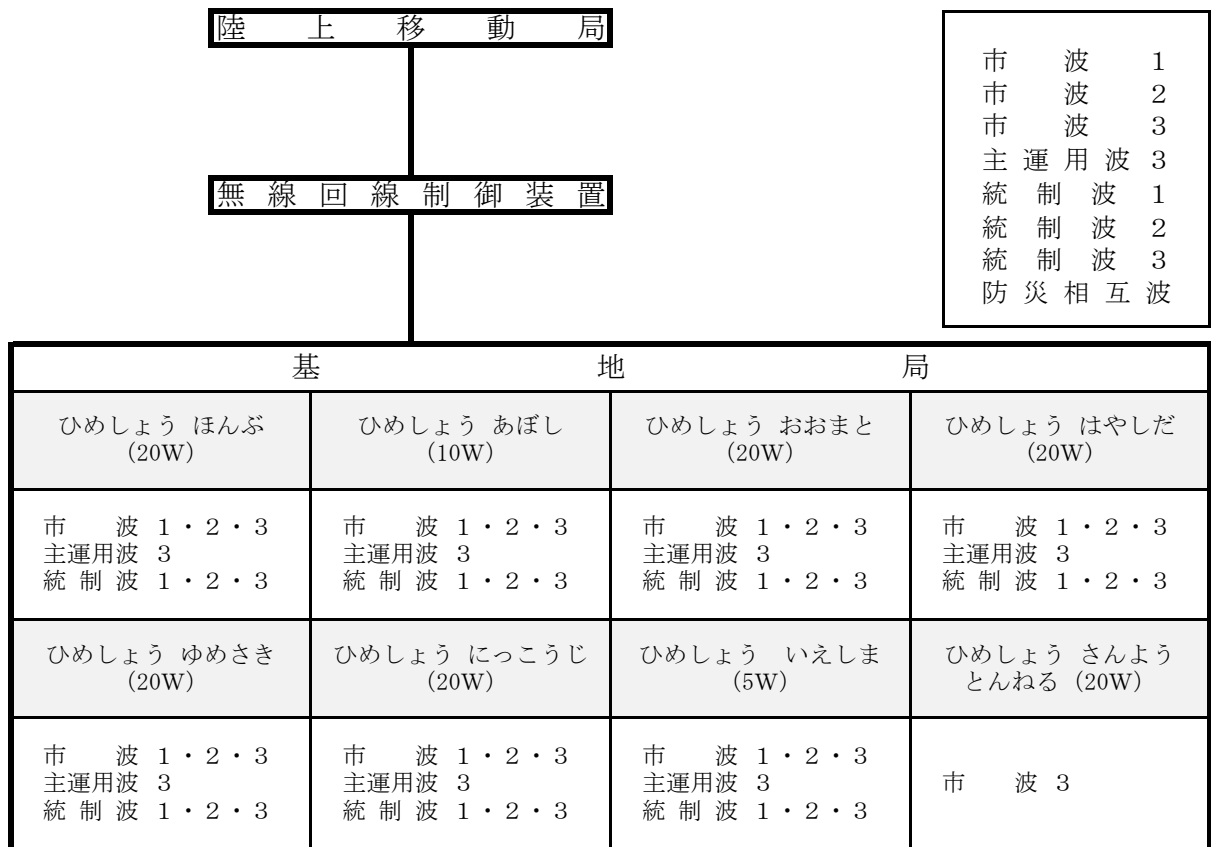 陸上移動局
市波1
市波2
市波3
主運用波3
統制波1
統制波2
統制波3
防災相互波
無線回線制御装置
基地局
ひめしょう ほんぶ
(20W)
ひめしょう あぼし
(10W)
ひめしょう おおまと
(20W)
ひめしょう はやしだ
(20W)
市　波 1・2・3
主運用波 3
統制波 1・2・3
市　波 1・2・3
主運用波 3
統制波 1・2・3
市　波 1・2・3
主運用波 3
統制波 1・2・3
市　波 1・2・3
主運用波 3
統制波 1・2・3
ひめしょう ゆめさき
(20W)
ひめしょう にっこうじ
(20W)
ひめしょう いえしま
(5W)
ひめしょう さんよう
とんねる (20W)
市　波 1・2・3
主運用波 3
統制波 1・2・3
市　波 1・2・3
主運用波 3
統制波 1・2・3
市　波 1・2・3
主運用波 3
統制波 1・2・3
市　波 3